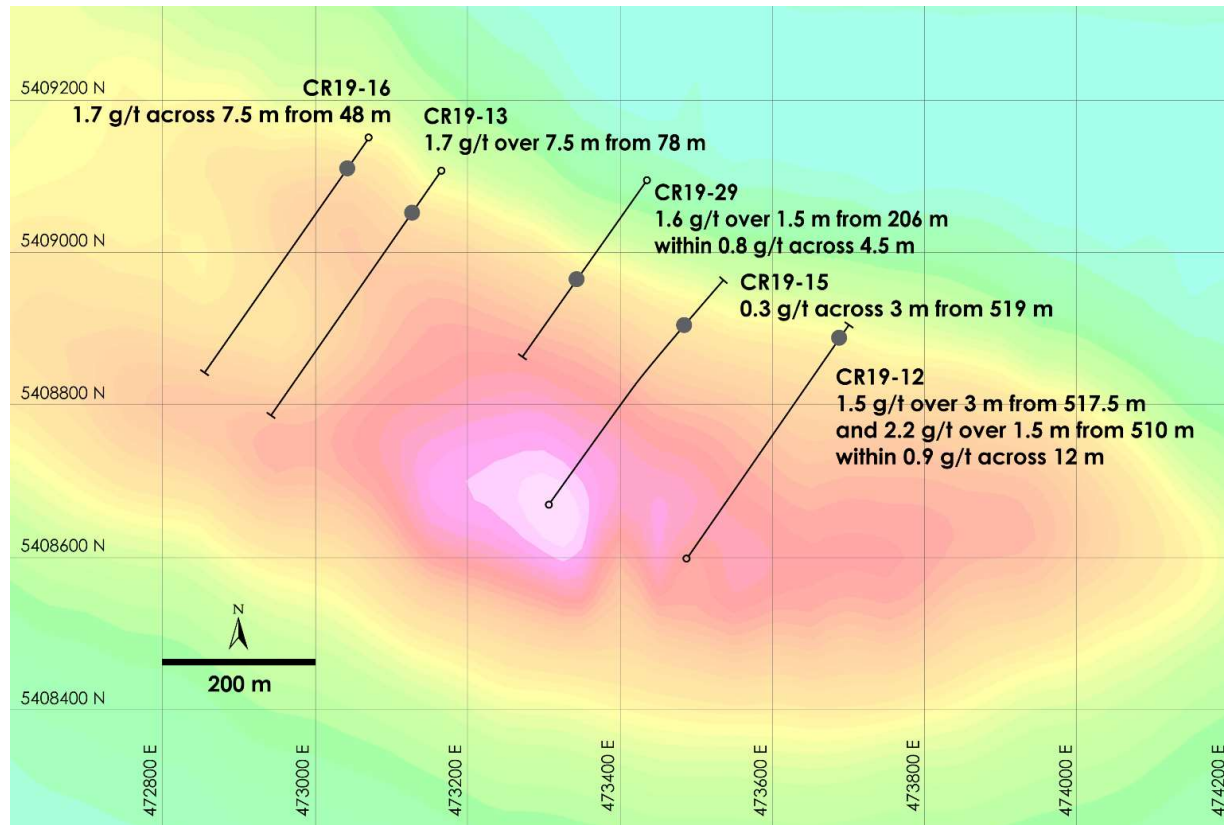 5409200 N
CR19-16
1.7 g/t across 7.5 m from 48 m
CR19-13
1.7 g/t over 7.5 m from 78 m
CR19-29
1.6 g/t over 1.5 m from 206 m
within 0.8 g/t across 4.5 m
5409000 N
CR19-15
0.3 g/t across 3 m from 519 m
CR19-12
1.5 g/t over 3 m from 517.5 m
and 2.2 g/t over 1.5 m from 510 m
within 0.9 g/t across 12 m
5408800 N
5408600 N
N
200 m
5408400 N
472800 E
473000 E
473200 E
473400 E
473600 E
473800 E
474000 E
474200 E